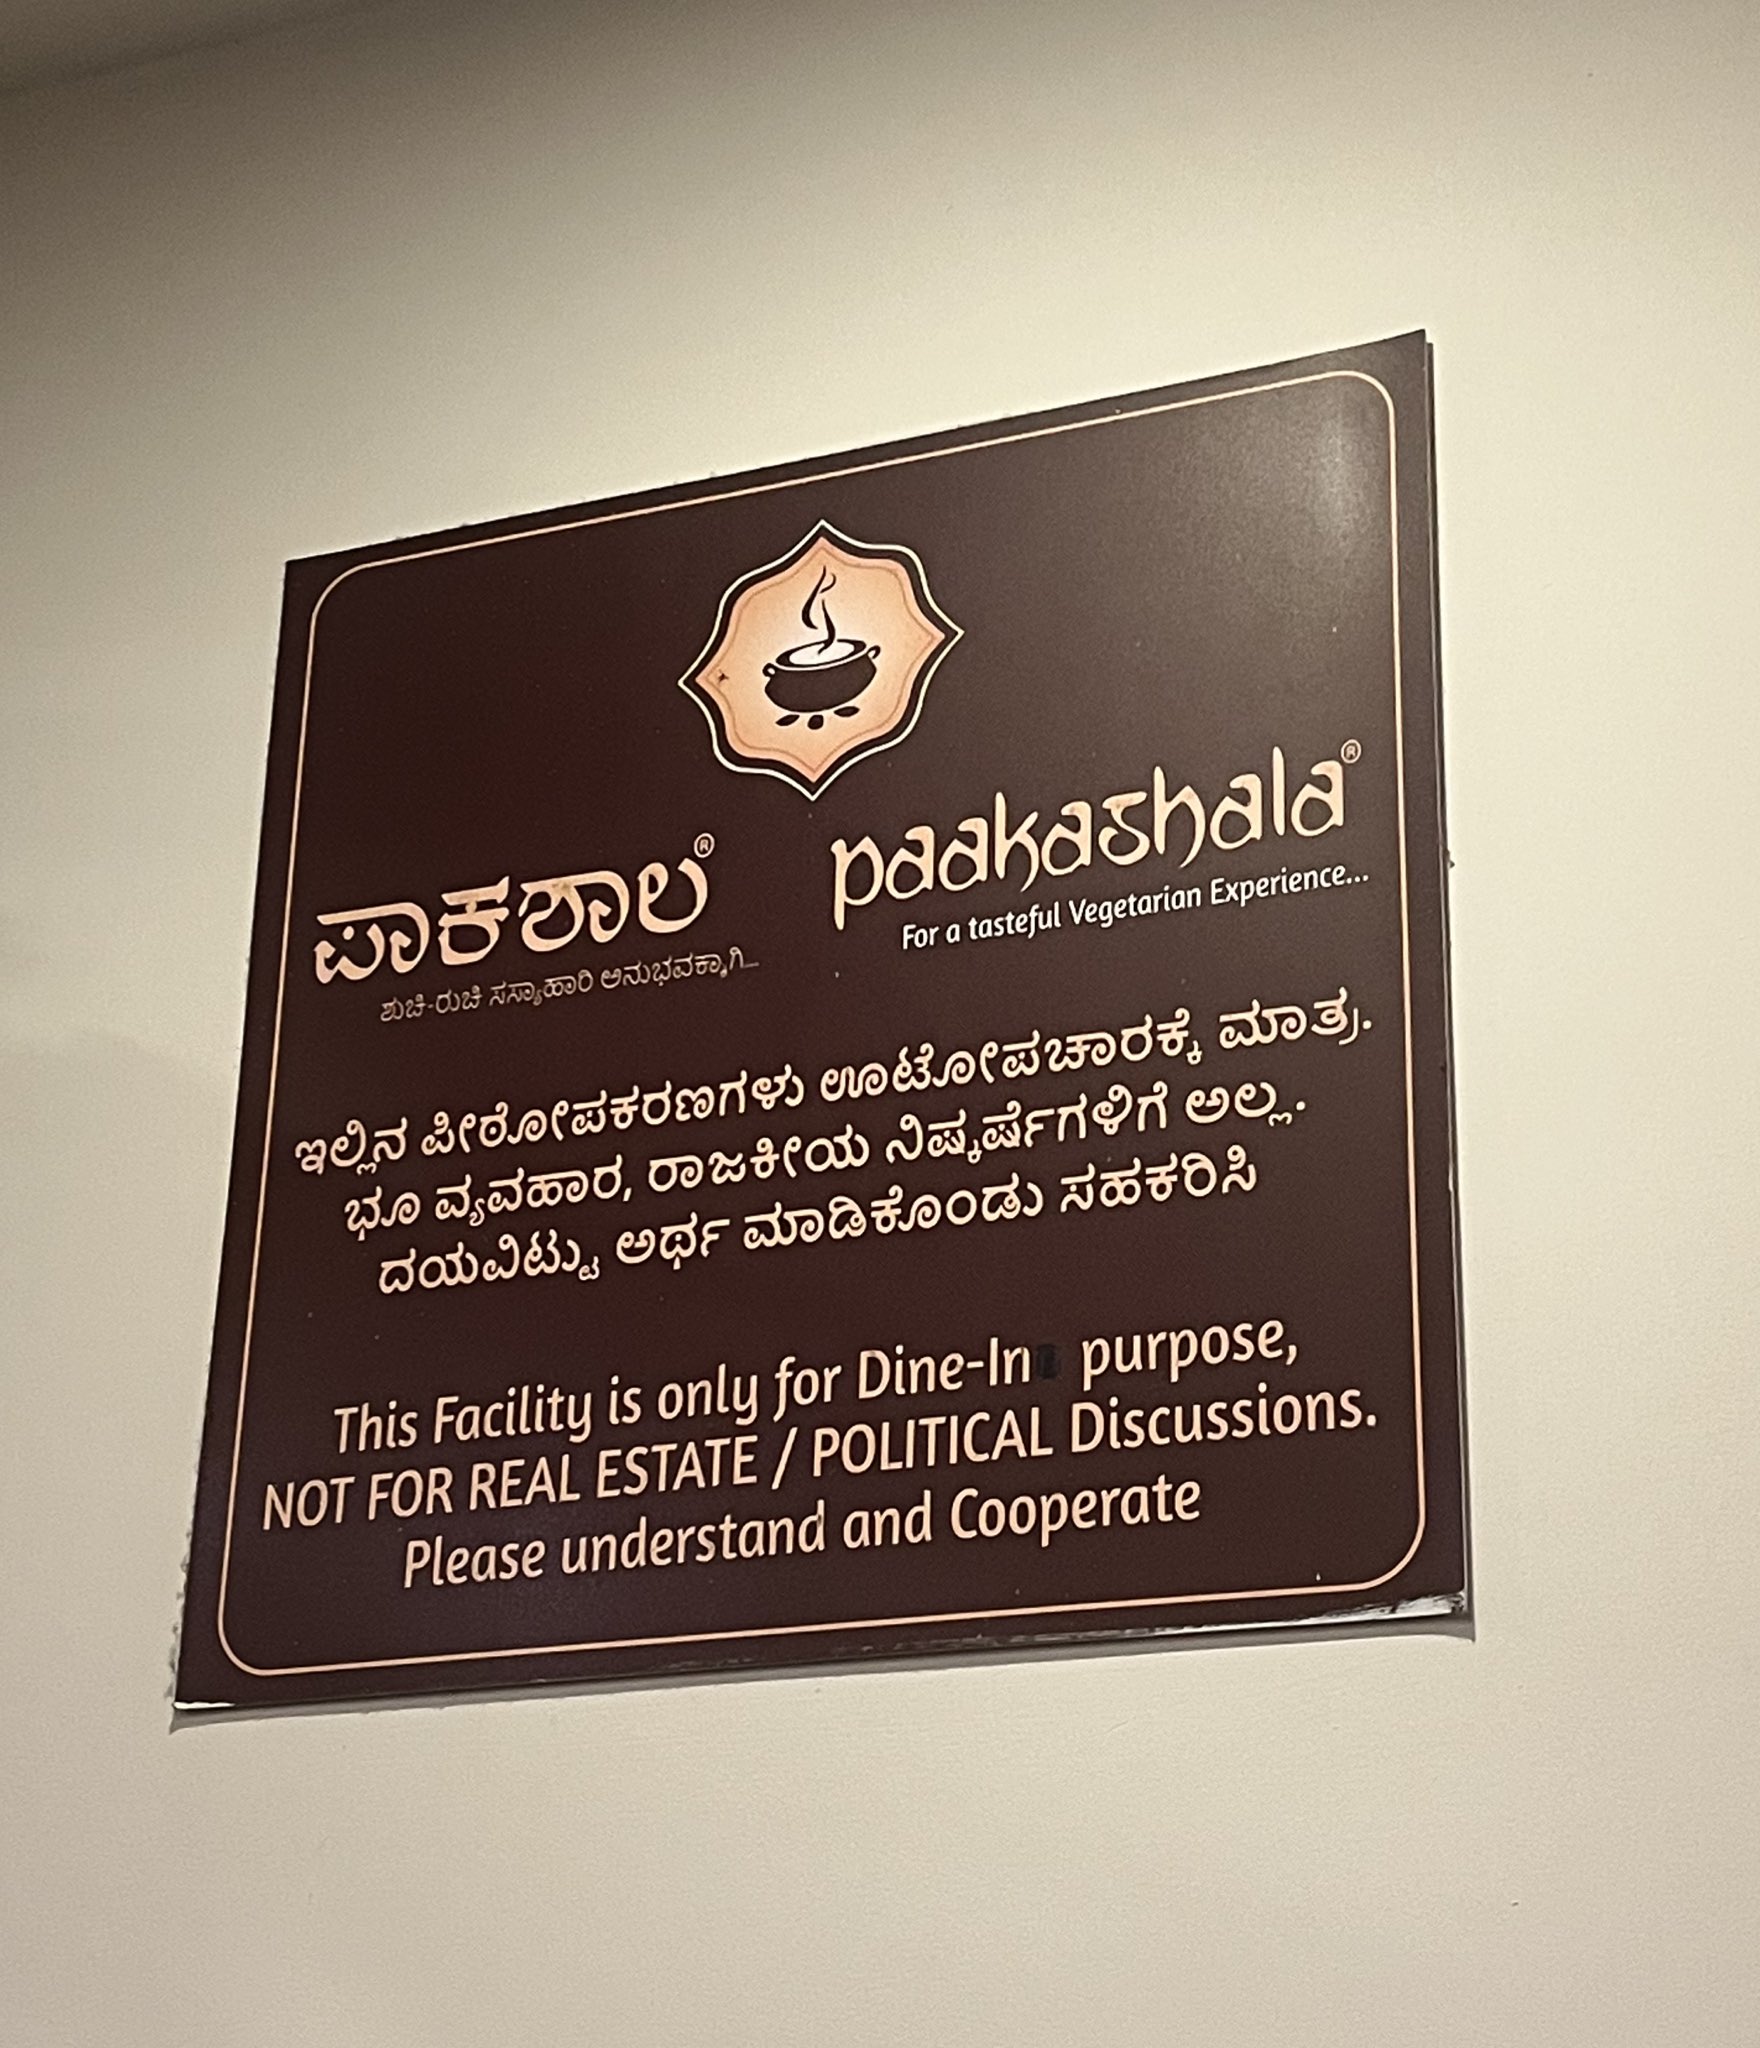 ಪಾಕಶಾಲ®
ಶುಚಿ-ರುಚಿ ಸಸ್ಯಾಹಾರಿ ಅನುಭವಕ್ಕಾಗಿ...
paakashala®
For a tasteful Vegetarian Experience...
ಇಲ್ಲಿನ ಪೀಠೋಪಕರಣಗಳು ಊಟೋಪಚಾರಕ್ಕೆ ಮಾತ್ರ.
ಭೂ ವ್ಯವಹಾರ, ರಾಜಕೀಯ ನಿಷ್ಕರ್ಷೆಗಳಿಗೆ ಅಲ್ಲ.
ದಯವಿಟ್ಟು ಅರ್ಥ ಮಾಡಿಕೊಂಡು ಸಹಕರಿಸಿ
This Facility is only for Dine-In purpose,
NOT FOR REAL ESTATE / POLITICAL Discussions.
Please understand and Cooperate